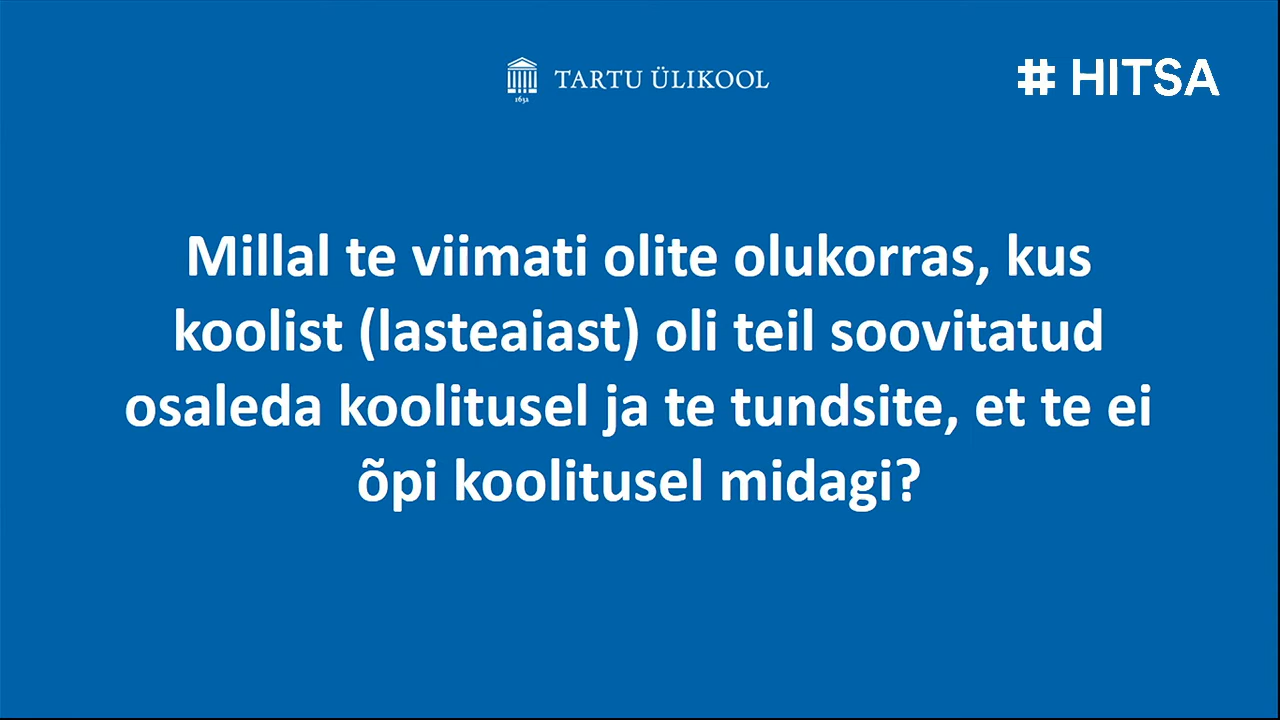 1632
TARTU ÜLIKOOL
# HITSA
Millal te viimati olite olukorras, kus
koolist (lasteaiast) oli teil soovitatud
osaleda koolitusel ja te tundsite, et te ei
õpi koolitusel midagi?